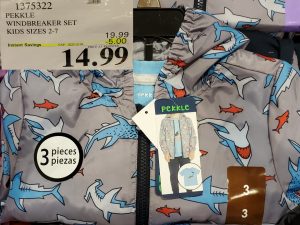 1375322
PEKKLE
WINDBREAKER SET
KIDS SIZES 2-7
19.99
Instant Savings
-5.00
14.99
PEKKLE
3 pieces
piezas
3
3